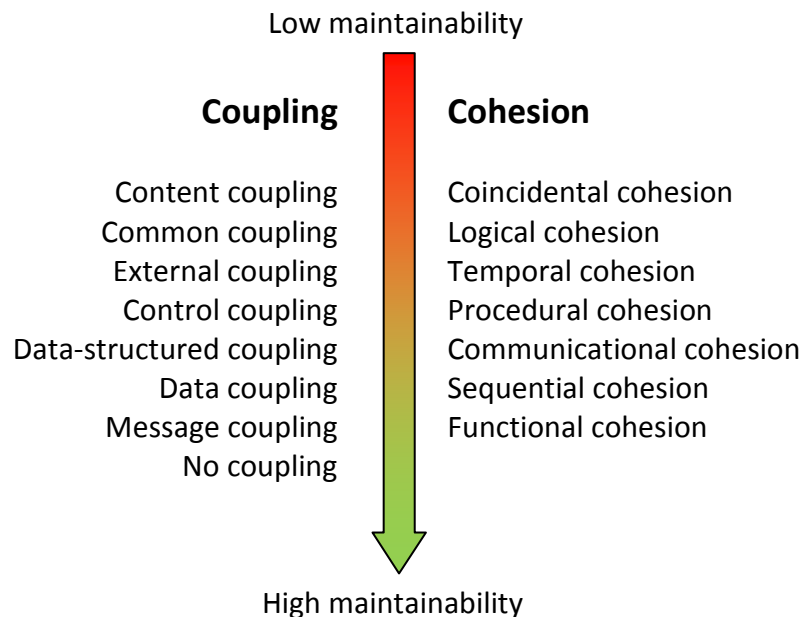 Low maintainability
Coupling
Cohesion
Content coupling
Coincidental cohesion
Common coupling
Logical cohesion
External coupling
Temporal cohesion
Control coupling
Procedural cohesion
Data-structured coupling
Communicational cohesion
Data coupling
Sequential cohesion
Message coupling
Functional cohesion
No coupling
High maintainability